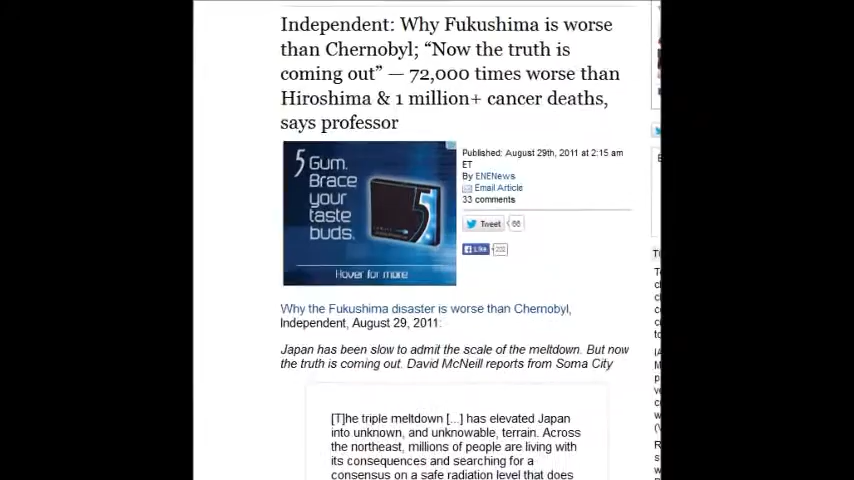 Independent: Why Fukushima is worse
than Chernobyl; “Now the truth is
coming out” — 72,000 times worse than
Hiroshima & 1 million+ cancer deaths,
says professor
5 Gum.
Brace
your
taste
buds.
5
Hover for more
Published: August 29th, 2011 at 2:15 am
ET
By ENENews
Email Article
33 comments
Tweet 66
Why the Fukushima disaster is worse than Chernobyl,
Independent, August 29, 2011:
Japan has been slow to admit the scale of the meltdown. But now
the truth is coming out. David McNeill reports from Soma City
[T]he triple meltdown [...] has elevated Japan
into unknown, and unknowable, terrain. Across
the northeast, millions of people are living with
its consequences and searching for a
consensus on a safe radiation level that does